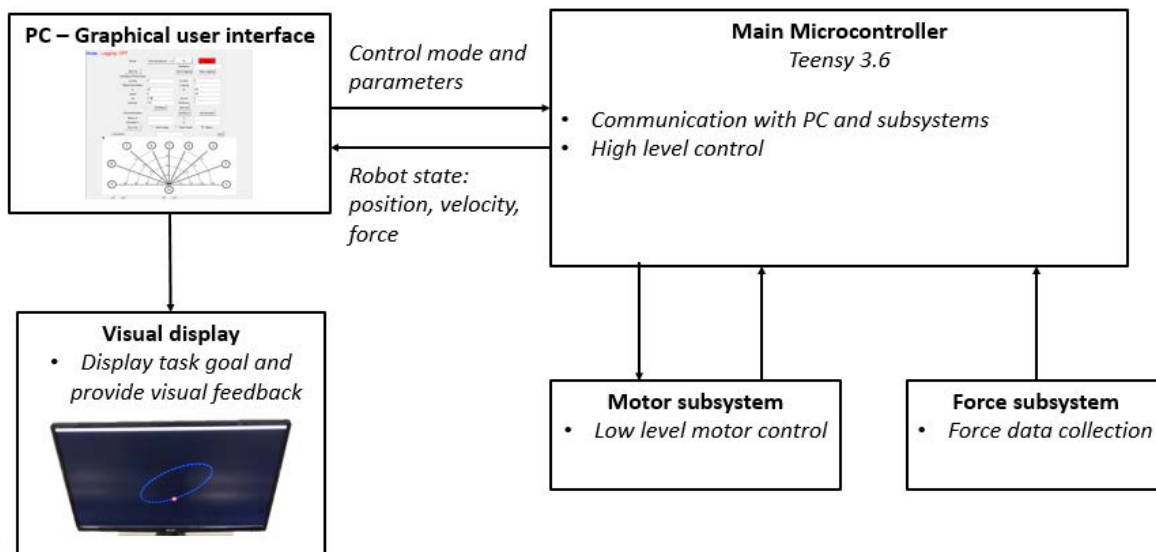 PC – Graphical user interface
Control mode and
parameters
Robot state:
position, velocity,
force
Main Microcontroller
Teensy 3.6
• Communication with PC and subsystems
• High level control
Visual display
• Display task goal and
provide visual feedback
Motor subsystem
• Low level motor control
Force subsystem
• Force data collection